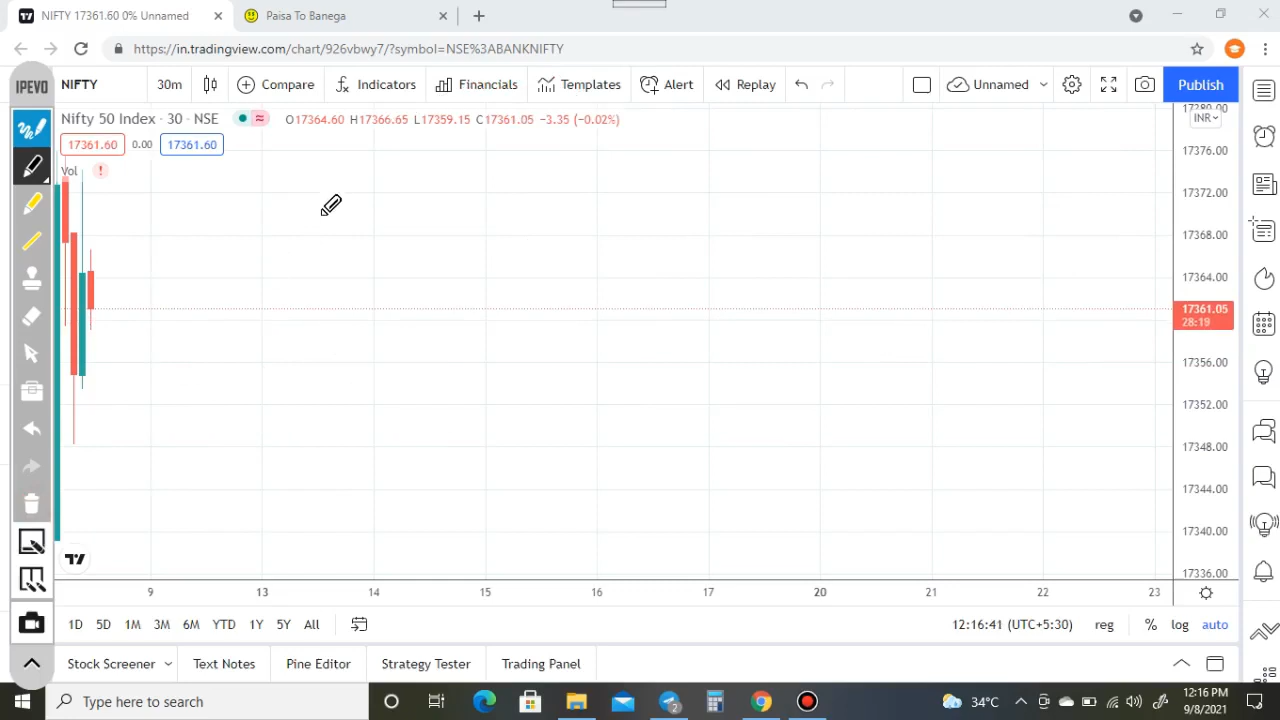 NIFTY 17361.60 0% Unnamed
Paisa To Banega
https://in.tradingview.com/chart/926vbwy7/?symbol=NSE%3ABANKNIFTY
IPEVO
NIFTY 30m Compare Indicators Financials Templates Alert Replay Unnamed Publish
Nifty 50 Index · 30 · NSE O17364.60 H17366.65 L17359.15 C17361.05 -3.35 (-0.02%)
17361.60 0.00 17361.60
Vol !
17280.00
INR
17376.00
17372.00
17368.00
17364.00
17361.05
28:19
17356.00
17352.00
17348.00
17344.00
17340.00
17336.00
9 13 14 15 16 17 20 21 22 23
1D 5D 1M 3M 6M YTD 1Y 5Y All 12:16:41 (UTC+5:30) reg % log auto
Stock Screener Text Notes Pine Editor Strategy Tester Trading Panel
Type here to search
2
34°C
12:16 PM
9/8/2021